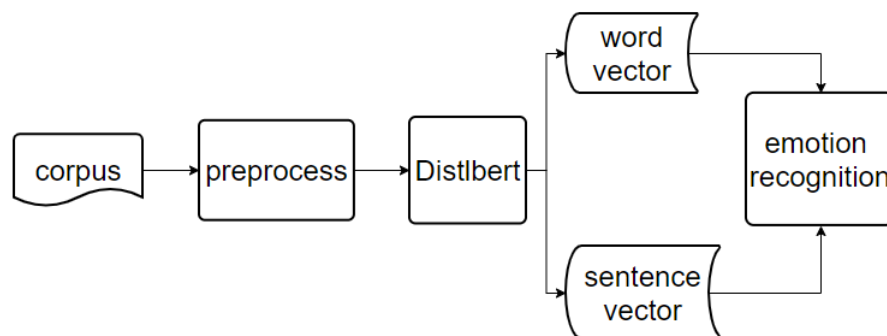 corpus
preprocess
Distlbert
word
vector
sentence
vector
emotion
recognition